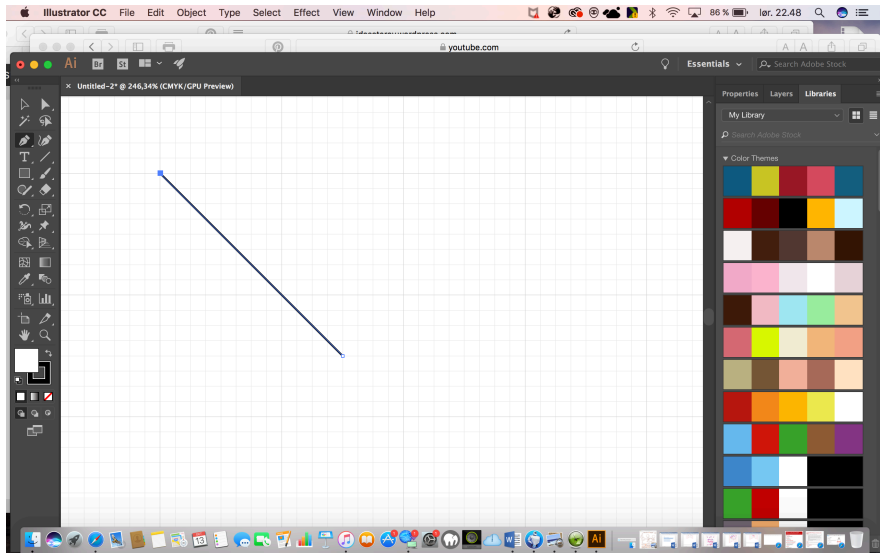 Illustrator CC File Edit Object Type Select Effect View Window Help 86 % lør. 22.48
youtube.com
A A
Ai Br St Essentials Search Adobe Stock
× Untitled-2* @ 246,34% (CMYK/GPU Preview)
Properties Layers Libraries
My Library
Search Adobe Stock
Color Themes
T
13
W
Ai